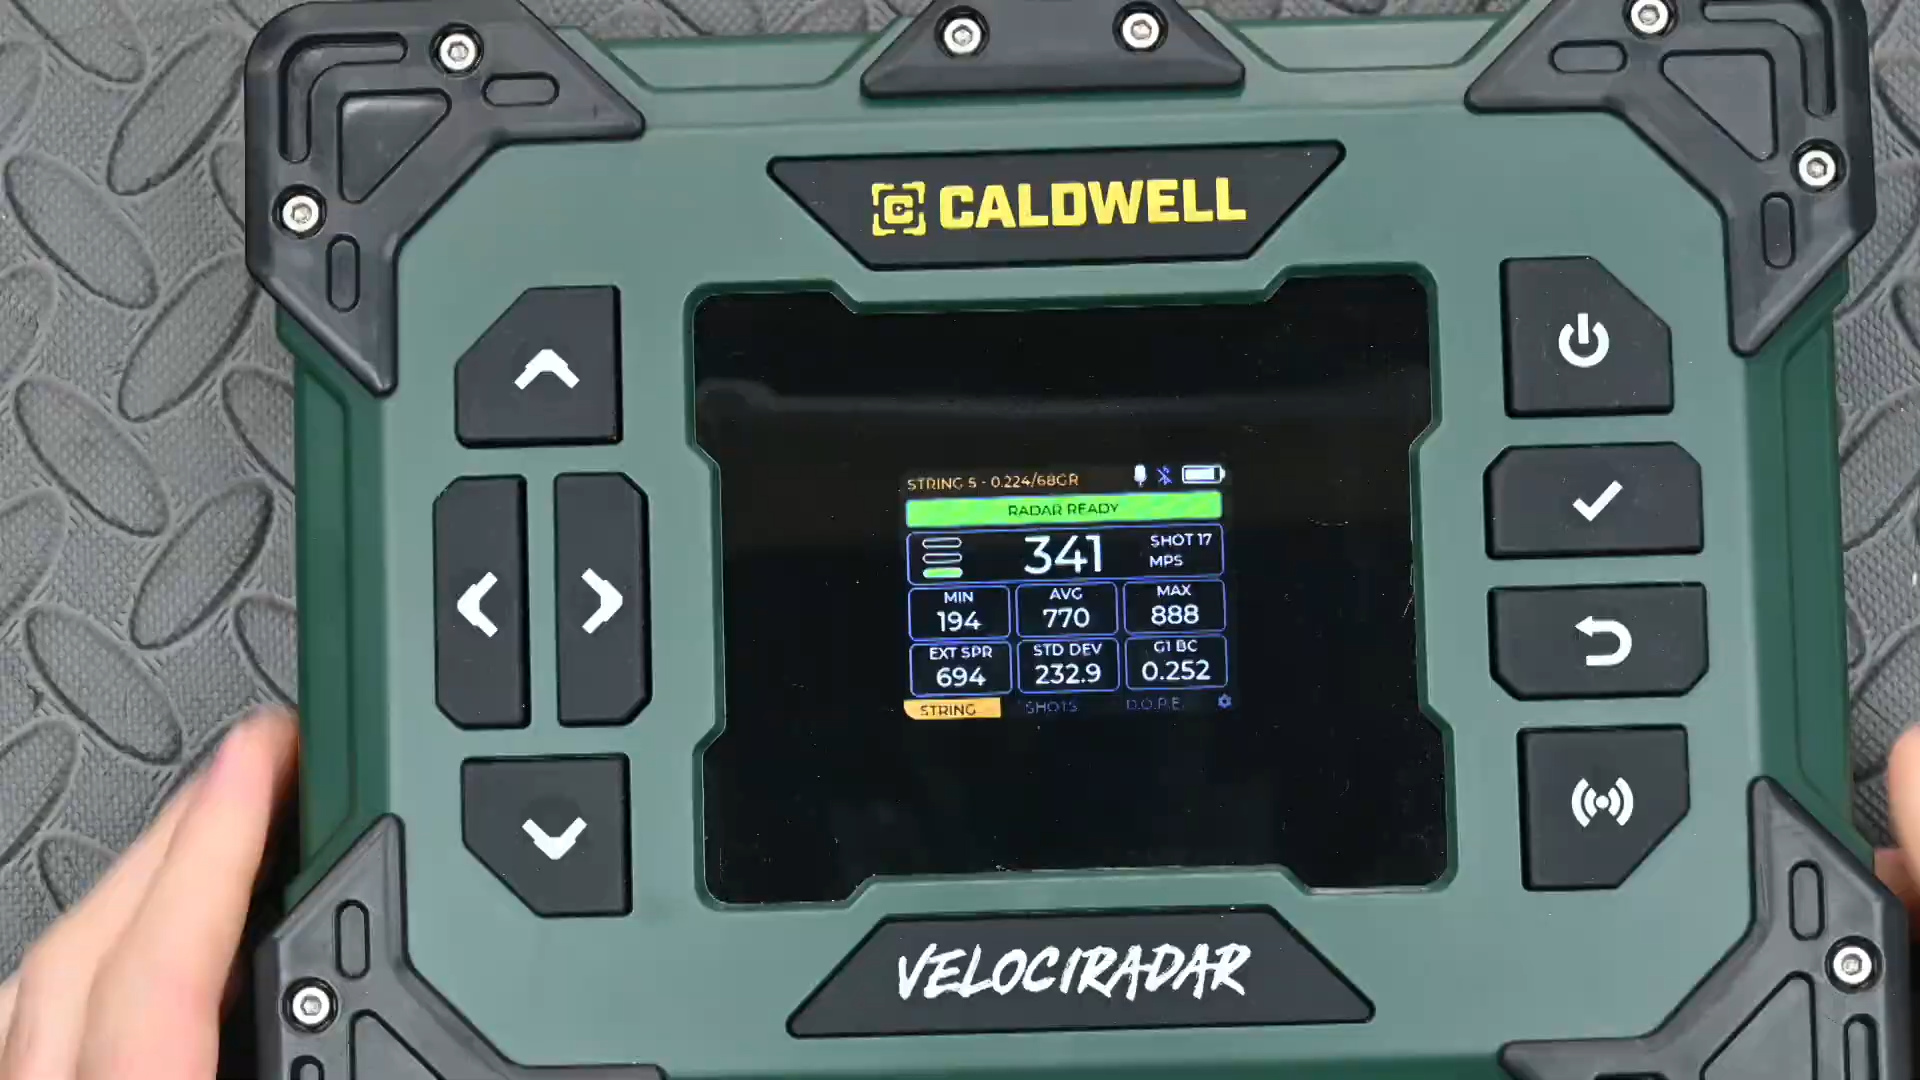 CALDWELL
STRING 5 - 0.224/68GR
RADAR READY
341
SHOT 17
MPS
MIN
194
AVG
770
MAX
888
EXT SPR
694
STD DEV
232.9
G1 BC
0.252
STRING
SHOTS
D.O.P.E.
VELOCIRADAR